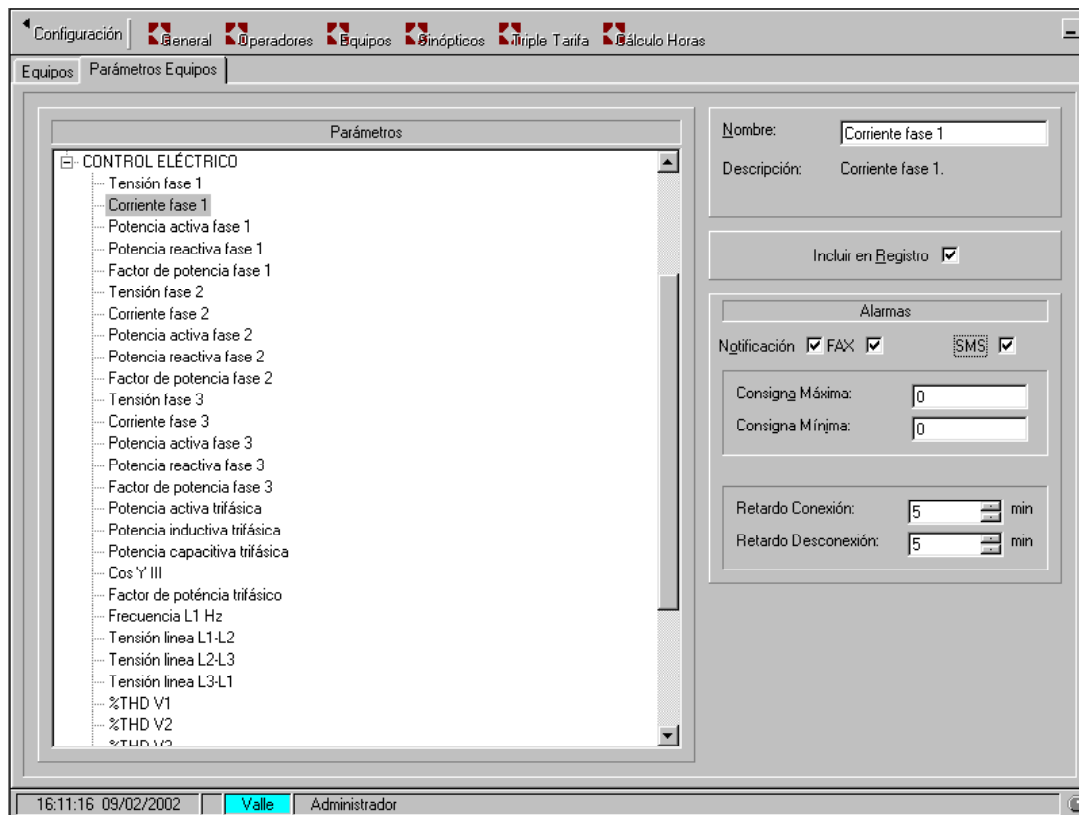 Configuración General Operadores Equipos Sinópticos Triple Tarifa Cálculo Horas
Equipos Parámetros Equipos
Parámetros
CONTROL ELÉCTRICO
Tensión fase 1
Corriente fase 1
Potencia activa fase 1
Potencia reactiva fase 1
Factor de potencia fase 1
Tensión fase 2
Corriente fase 2
Potencia activa fase 2
Potencia reactiva fase 2
Factor de potencia fase 2
Tensión fase 3
Corriente fase 3
Potencia activa fase 3
Potencia reactiva fase 3
Factor de potencia fase 3
Potencia activa trifásica
Potencia inductiva trifásica
Potencia capacitiva trifásica
Cos Y III
Factor de poténcia trifásico
Frecuencia L1 Hz
Tensión linea L1-L2
Tensión linea L2-L3
Tensión linea L3-L1
%THD V1
%THD V2
%THD V3
Nombre: Corriente fase 1
Descripción: Corriente fase 1.
Incluir en Registro
Alarmas
Notificación FAX SMS
Consigna Máxima: 0
Consigna Mínima: 0
Retardo Conexión: 5 min
Retardo Desconexión: 5 min
16:11:16 09/02/2002 Valle Administrador